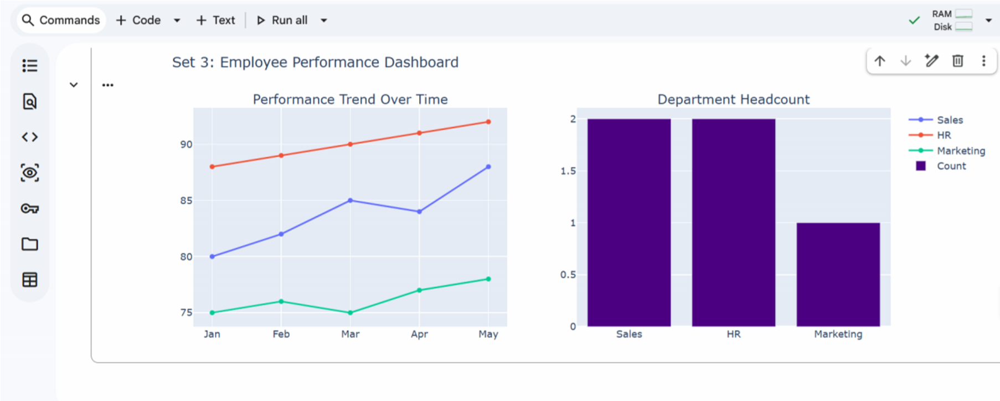 Commands
+ Code
+ Text
Run all
RAM
Disk
Set 3: Employee Performance Dashboard
Performance Trend Over Time
90
85
80
75
Jan Feb Mar Apr May
Department Headcount
2
1.5
1
0.5
0
Sales HR Marketing
Sales
HR
Marketing
Count